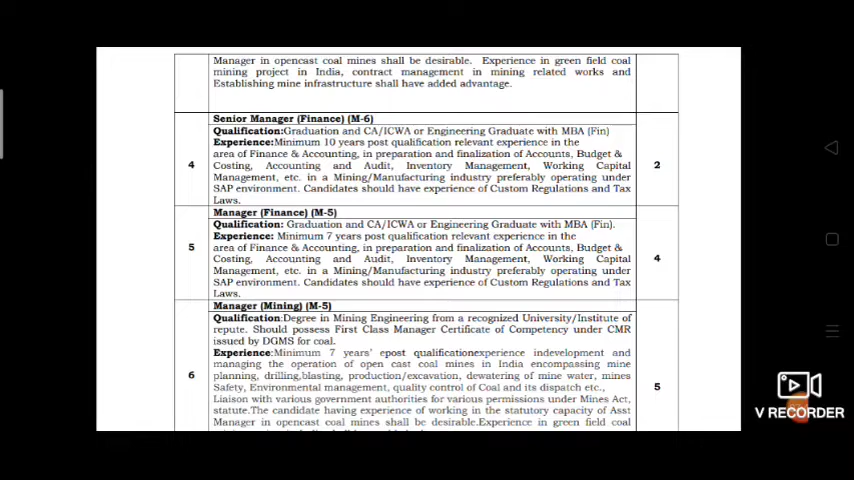 Manager in opencast coal mines shall be desirable. Experience in green field coal
mining project in India, contract management in mining related works and
Establishing mine infrastructure shall have added advantage.
4
Senior Manager (Finance) (M-6)
Qualification:Graduation and CA/ICWA or Engineering Graduate with MBA (Fin)
Experience:Minimum 10 years post qualification relevant experience in the
area of Finance & Accounting, in preparation and finalization of Accounts, Budget &
Costing, Accounting and Audit, Inventory Management, Working Capital
Management, etc. in a Mining/Manufacturing industry preferably operating under
SAP environment. Candidates should have experience of Custom Regulations and Tax
Laws.
2
5
Manager (Finance) (M-5)
Qualification: Graduation and CA/ICWA or Engineering Graduate with MBA (Fin).
Experience: Minimum 7 years post qualification relevant experience in the
area of Finance & Accounting, in preparation and finalization of Accounts, Budget &
Costing, Accounting and Audit, Inventory Management, Working Capital
Management, etc. in a Mining/Manufacturing industry preferably operating under
SAP environment. Candidates should have experience of Custom Regulations and Tax
Laws.
4
6
Manager (Mining) (M-5)
Qualification:Degree in Mining Engineering from a recognized University/Institute of
repute. Should possess First Class Manager Certificate of Competency under CMR
issued by DGMS for coal.
Experience:Minimum 7 years' epost qualificationexperience indevelopment and
managing the operation of open cast coal mines in India encompassing mine
planning, drilling,blasting, production/excavation, dewatering of mine water, mines
Safety, Environmental management, quality control of Coal and its dispatch etc.,
Liaison with various government authorities for various permissions under Mines Act,
statute.The candidate having experience of working in the statutory capacity of Asst
Manager in opencast coal mines shall be desirable.Experience in green field coal
5
V RECORDER